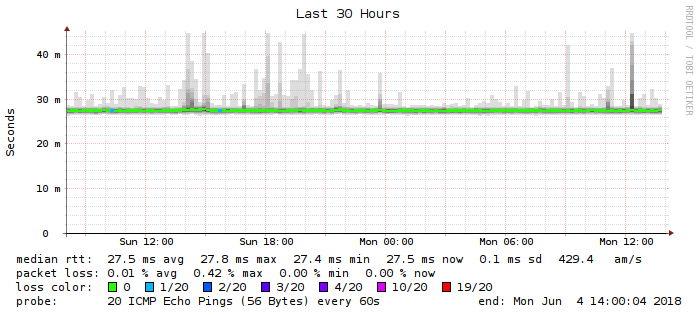 Last 30 Hours
RRDTOOL / TOBI OETIKER
Seconds
40 m
30 m
20 m
10 m
0
Sun 12:00 Sun 18:00 Mon 00:00 Mon 06:00 Mon 12:00
median rtt: 27.5 ms avg 27.8 ms max 27.4 ms min 27.5 ms now 0.1 ms sd 429.4 am/s
packet loss: 0.01 % avg 0.42 % max 0.00 % min 0.00 % now
loss color: 0 1/20 2/20 3/20 4/20 10/20 19/20
probe: 20 ICMP Echo Pings (56 Bytes) every 60s end: Mon Jun 4 14:00:04 2018